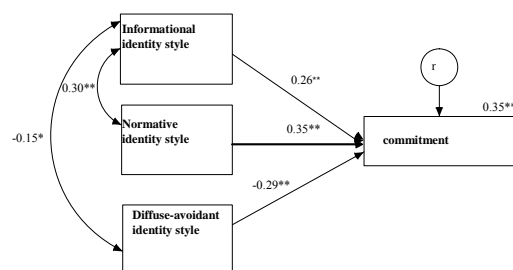 Informational
identity style
r
0.30**
0.26**
0.35**
Normative
identity style
0.35**
commitment
-0.15*
-0.29**
Diffuse-avoidant
identity style